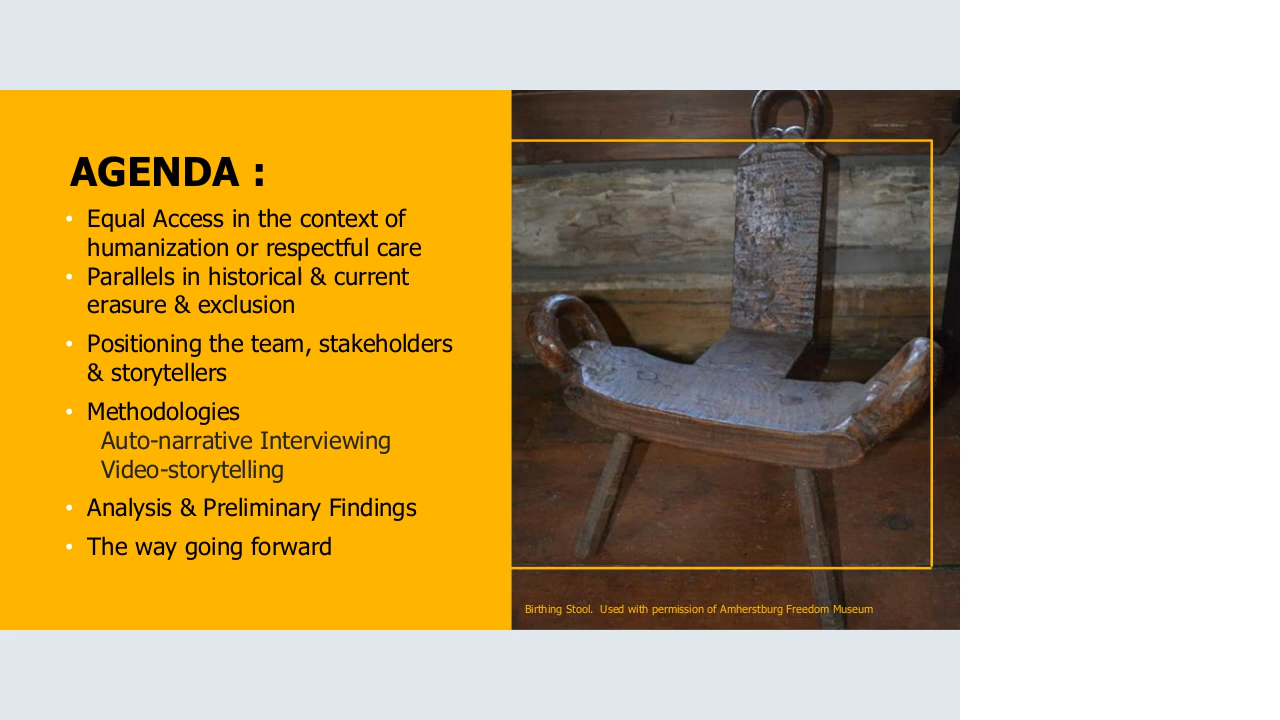 AGENDA :
• Equal Access in the context of
humanization or respectful care
• Parallels in historical & current
erasure & exclusion
• Positioning the team, stakeholders
& storytellers
• Methodologies
Auto-narrative Interviewing
Video-storytelling
• Analysis & Preliminary Findings
• The way going forward
Birthing Stool.  Used with permission of Amherstburg Freedom Museum